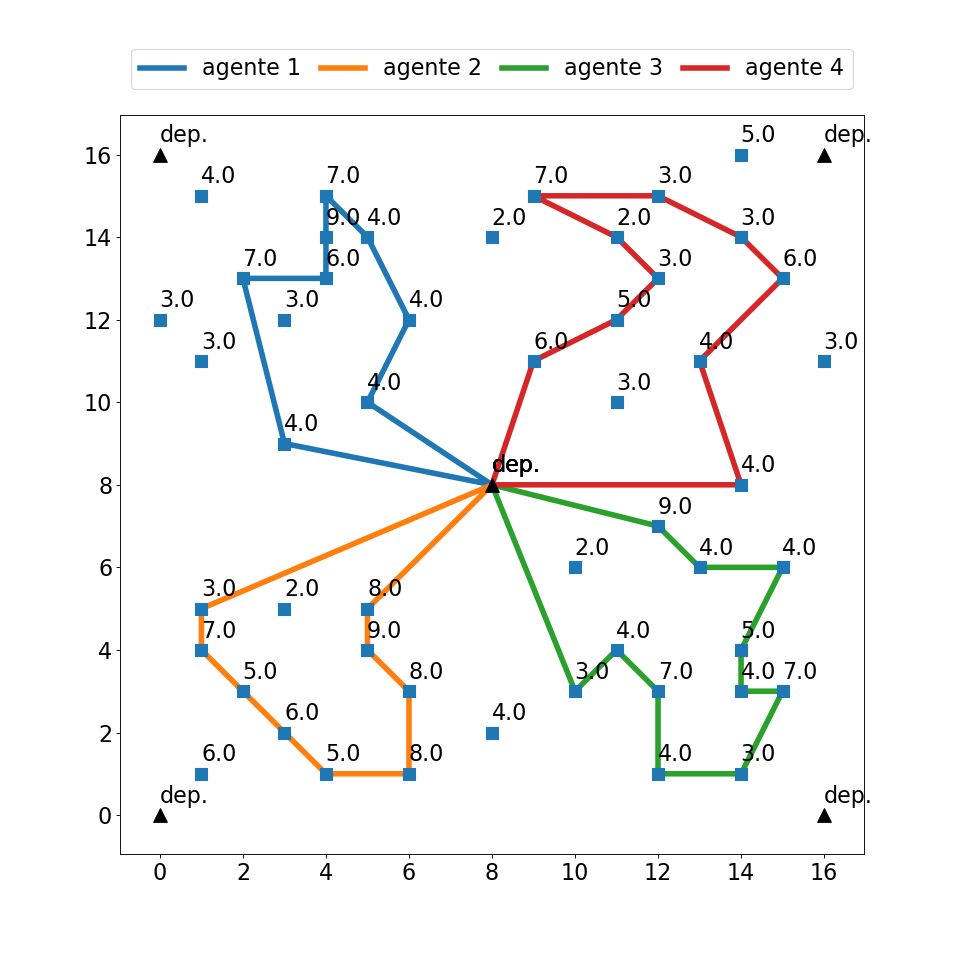 agente 1 agente 2 agente 3 agente 4
dep. 5.0 dep.
16
4.0 7.0 7.0 3.0
9.0 4.0 2.0 2.0 3.0
14
7.0 6.0 3.0 6.0
3.0 3.0 4.0 5.0
12
3.0 6.0 4.0 3.0
4.0 3.0
10
4.0
dep. 4.0
8
9.0
2.0 4.0 4.0
6
3.0 2.0 8.0
7.0 9.0 4.0 5.0
4
5.0 8.0 3.0 7.0 4.0 7.0
6.0 4.0
2
6.0 5.0 8.0 4.0 3.0
dep. dep.
0
0 2 4 6 8 10 12 14 16